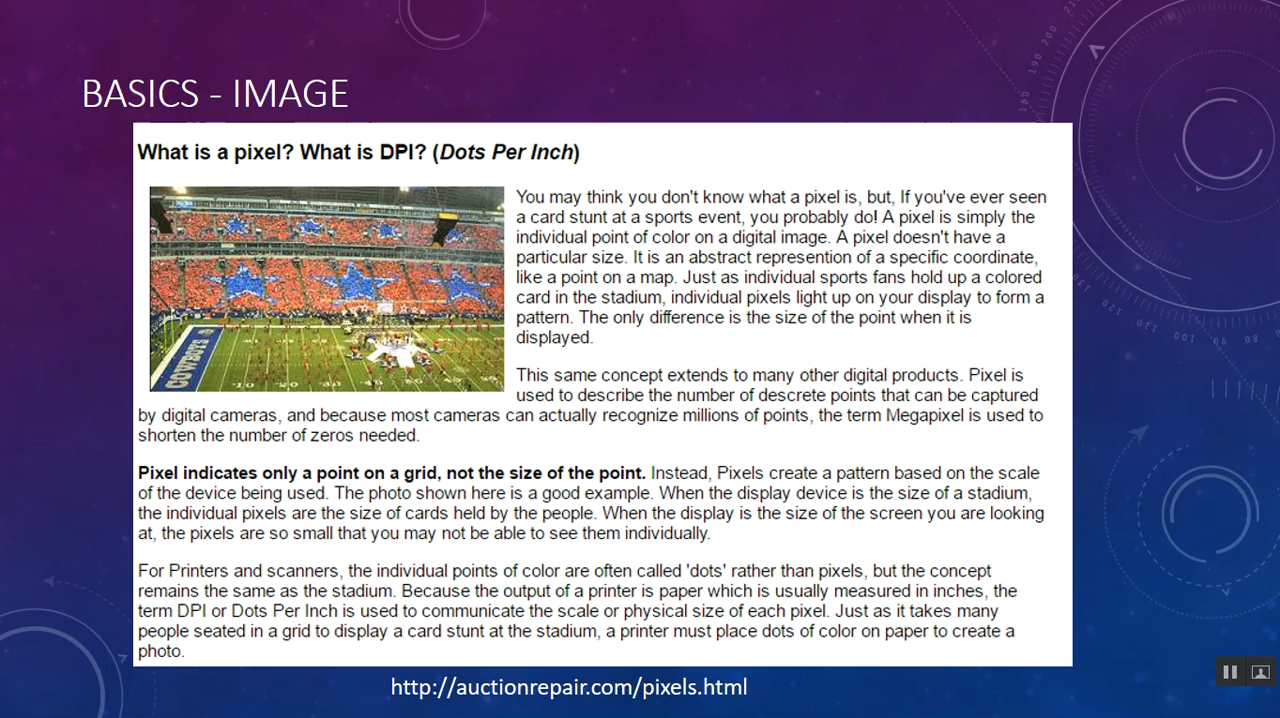 BASICS - IMAGE
What is a pixel? What is DPI? (Dots Per Inch)
You may think you don't know what a pixel is, but, If you've ever seen
a card stunt at a sports event, you probably do! A pixel is simply the
individual point of color on a digital image. A pixel doesn't have a
particular size. It is an abstract represention of a specific coordinate,
like a point on a map. Just as individual sports fans hold up a colored
card in the stadium, individual pixels light up on your display to form a
pattern. The only difference is the size of the point when it is
displayed.
COWBOYS
This same concept extends to many other digital products. Pixel is
used to describe the number of descrete points that can be captured
by digital cameras, and because most cameras can actually recognize millions of points, the term Megapixel is used to
shorten the number of zeros needed.
Pixel indicates only a point on a grid, not the size of the point. Instead, Pixels create a pattern based on the scale
of the device being used. The photo shown here is a good example. When the display device is the size of a stadium,
the individual pixels are the size of cards held by the people. When the display is the size of the screen you are looking
at, the pixels are so small that you may not be able to see them individually.
For Printers and scanners, the individual points of color are often called 'dots' rather than pixels, but the concept
remains the same as the stadium. Because the output of a printer is paper which is usually measured in inches, the
term DPI or Dots Per Inch is used to communicate the scale or physical size of each pixel. Just as it takes many
people seated in a grid to display a card stunt at the stadium, a printer must place dots of color on paper to create a
photo.
http://auctionrepair.com/pixels.html